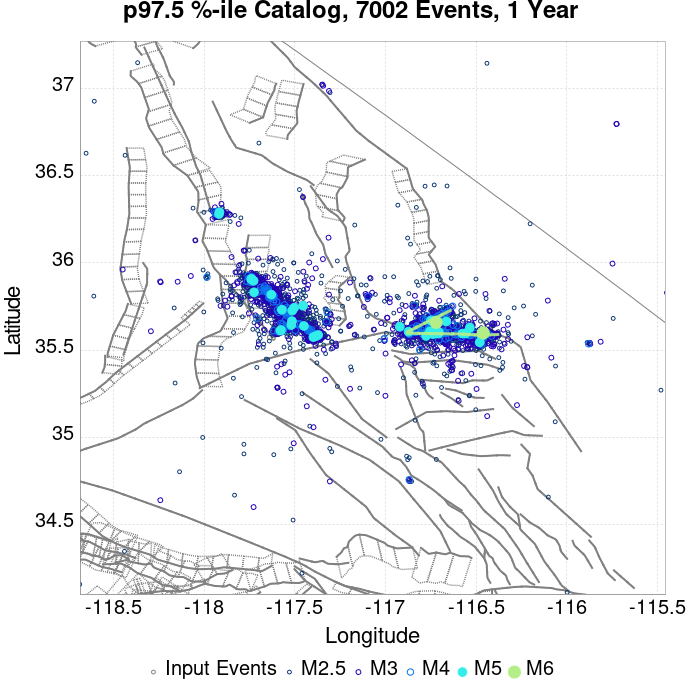 p97.5 %-ile Catalog, 7002 Events, 1 Year
37
36.5
36
35.5
35
34.5
Latitude
-118.5 -118 -117.5 -117 -116.5 -116 -115.5
Longitude
Input Events M2.5 M3 M4 M5 M6